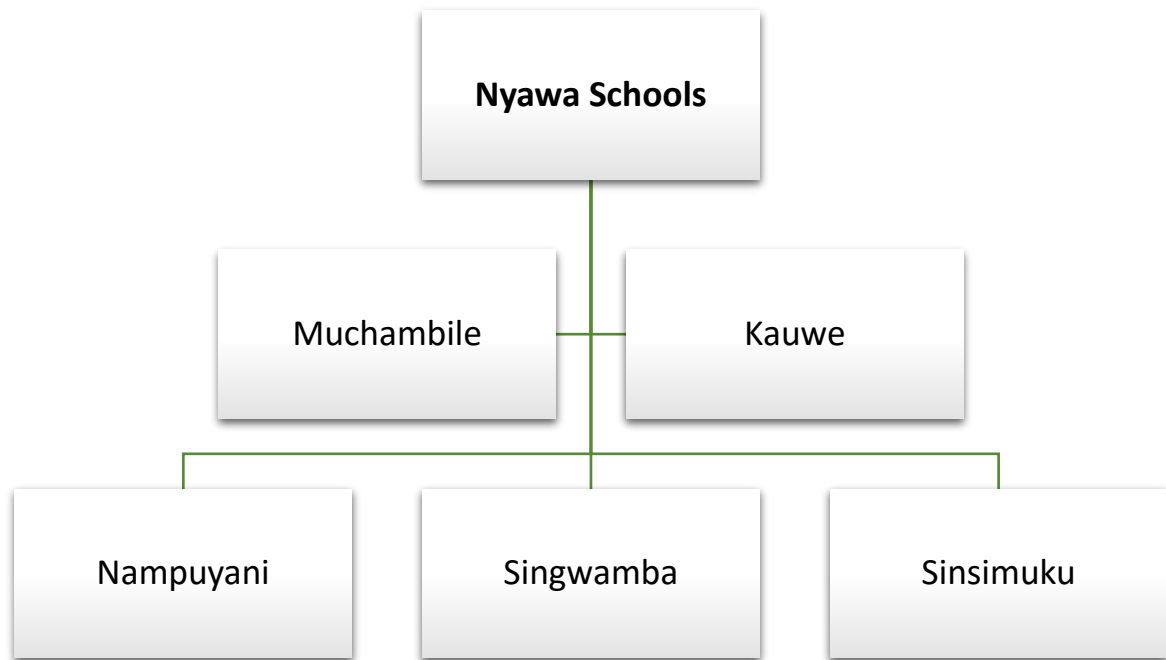 Nyawa Schools
Muchambile
Kauwe
Nampuyani
Singwamba
Sinsimuku